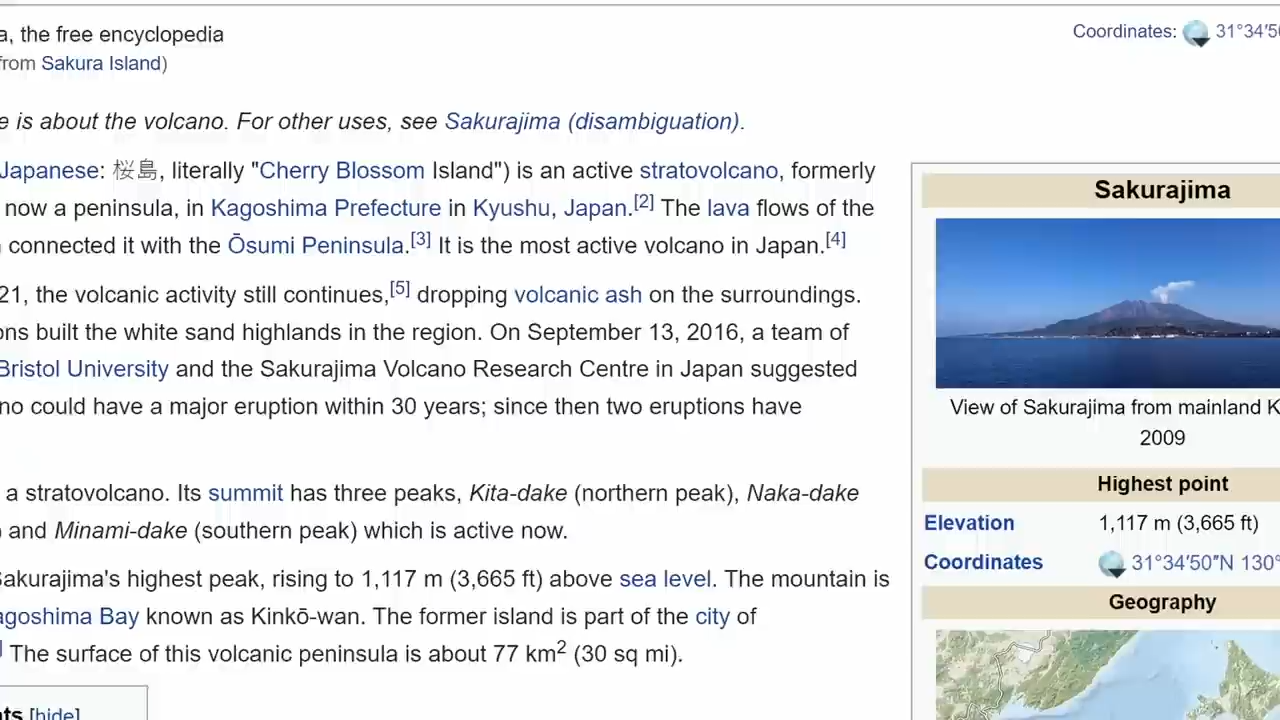 a, the free encyclopedia
Coordinates: 31°34′5
from Sakura Island)
e is about the volcano. For other uses, see Sakurajima (disambiguation).
Japanese: 桜島, literally "Cherry Blossom Island") is an active stratovolcano, formerly
now a peninsula, in Kagoshima Prefecture in Kyushu, Japan.[2] The lava flows of the
connected it with the Ōsumi Peninsula.[3] It is the most active volcano in Japan.[4]
21, the volcanic activity still continues,[5] dropping volcanic ash on the surroundings.
ons built the white sand highlands in the region. On September 13, 2016, a team of
Bristol University and the Sakurajima Volcano Research Centre in Japan suggested
no could have a major eruption within 30 years; since then two eruptions have
a stratovolcano. Its summit has three peaks, Kita-dake (northern peak), Naka-dake
) and Minami-dake (southern peak) which is active now.
Sakurajima's highest peak, rising to 1,117 m (3,665 ft) above sea level. The mountain is
agoshima Bay known as Kinkō-wan. The former island is part of the city of
] The surface of this volcanic peninsula is about 77 km2 (30 sq mi).
nts [hide]
Sakurajima
View of Sakurajima from mainland K
2009
Highest point
Elevation 1,117 m (3,665 ft)
Coordinates 31°34′50″N 130°
Geography